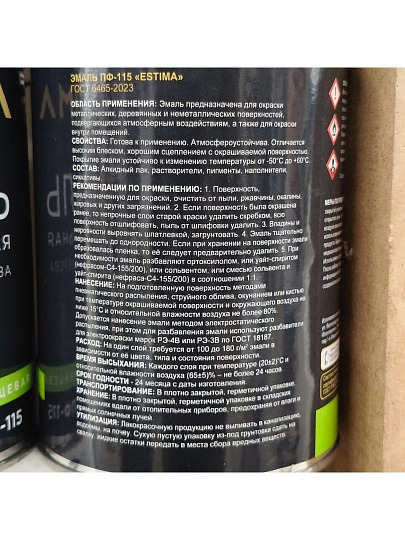 ЭМАЛЬ ПФ-115 «ESTIMA»
ГОСТ 6465-2023
ОБЛАСТЬ ПРИМЕНЕНИЯ: Эмаль предназначена для окраски
металлических, деревянных и неметаллических поверхностей,
подвергающихся атмосферным воздействиям, а также для окраски
внутри помещений.
СВОЙСТВА: Готова к применению. Атмосфероустойчива. Отличается
высоким блеском, хорошим сцеплением с окрашиваемой поверхностью.
Покрытие эмали устойчиво к изменению температуры от -50°С до +60°С.
СОСТАВ: Алкидный лак, растворители, пигменты, наполнители,
сиккативы.
РЕКОМЕНДАЦИИ ПО ПРИМЕНЕНИЮ: 1. Поверхность,
предназначенную для окраски, очистить от пыли, ржавчины, окалины,
жировых и других загрязнений. 2. Если поверхность была окрашена
ранее, то непрочные слои старой краски удалить скребком, всю
поверхность отшлифовать, пыль от шлифовки удалить. 3. Впадины и
неровности выровнять шпатлевкой, загрунтовать. 4. Эмаль тщательно
перемешать до однородности. Если при хранении на поверхности эмали
образовалась пленка, то её следует предварительно удалить. 5. При
необходимости эмаль разбавляют ортоксилолом, или уайт-спиритом
(нефрасом-С4-155/200), или сольвентом, или смесью сольвента и
уайт-спирита (нефраса-С4-155/200) в соотношении 1:1.
НАНЕСЕНИЕ: На подготовленную поверхность методами
пневматического распыления, струйного облива, окунанием или кистью
при температуре окрашиваемой поверхности и окружающего воздуха не
ниже 15°С и относительной влажности воздуха не более 80%.
Допускается нанесение эмали методом электростатического
распыления, при этом для разбавления эмали используют разбавители
для электроокраски марок РЭ-4В или РЭ-3В по ГОСТ 18187.
РАСХОД: На один слой требуется от 100 до 180 г/м² эмали в
зависимости от её цвета, типа и состояния поверхности.
ВРЕМЯ ВЫСЫХАНИЯ: Каждого слоя при температуре (20±2)°С и
относительной влажности воздуха (65±5)% – не более 24 часов.
СРОК ГОДНОСТИ - 24 месяца с даты изготовления.
ТРАНСПОРТИРОВАНИЕ: В плотно закрытой, герметичной упаковке.
ХРАНЕНИЕ: В плотно закрытой, герметичной упаковке в складских
помещениях вдали от отопительных приборов, предохраняя от влаги и
прямых солнечных лучей.
УТИЛИЗАЦИЯ: Лакокрасочную продукцию не выливать в канализацию,
водоемы, на почву. Сухую пустую упаковку из-под грунтовки сдать на
свалку, жидкие остатки передать в места сбора вредных веществ.
-115